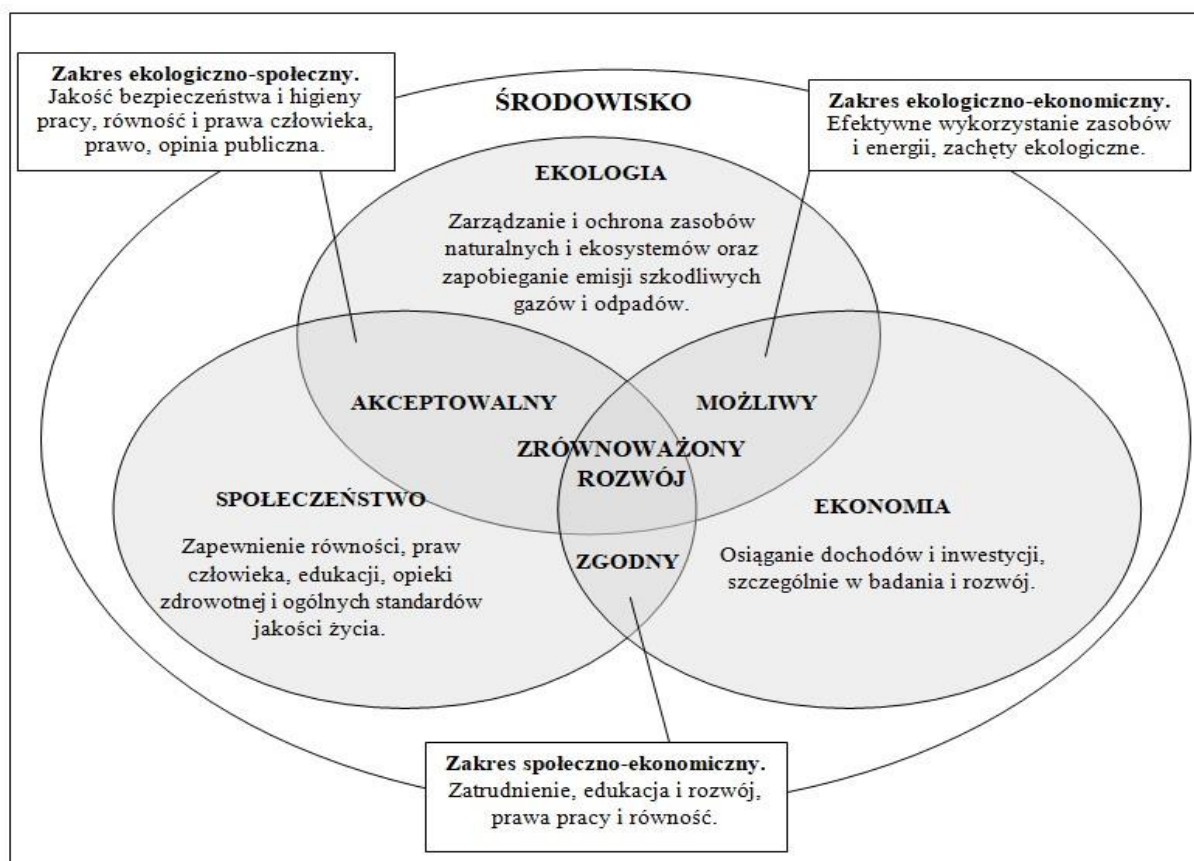 Zakres ekologiczno-społeczny.
Jakość bezpieczeństwa i higieny
pracy, równość i prawa człowieka,
prawo, opinia publiczna.
ŚRODOWISKO
Zakres ekologiczno-ekonomiczny.
Efektywne wykorzystanie zasobów
i energii, zachęty ekologiczne.
EKOLOGIA
Zarządzanie i ochrona zasobów
naturalnych i ekosystemów oraz
zapobieganie emisji szkodliwych
gazów i odpadów.
AKCEPTOWALNY
MOŻLIWY
ZRÓWNOWAŻONY
ROZWÓJ
SPOŁECZEŃSTWO
Zapewnienie równości, praw
człowieka, edukacji, opieki
zdrowotnej i ogólnych standardów
jakości życia.
ZGODNY
EKONOMIA
Osiąganie dochodów i inwestycji,
szczególnie w badania i rozwój.
Zakres społeczno-ekonomiczny.
Zatrudnienie, edukacja i rozwój,
prawa pracy i równość.